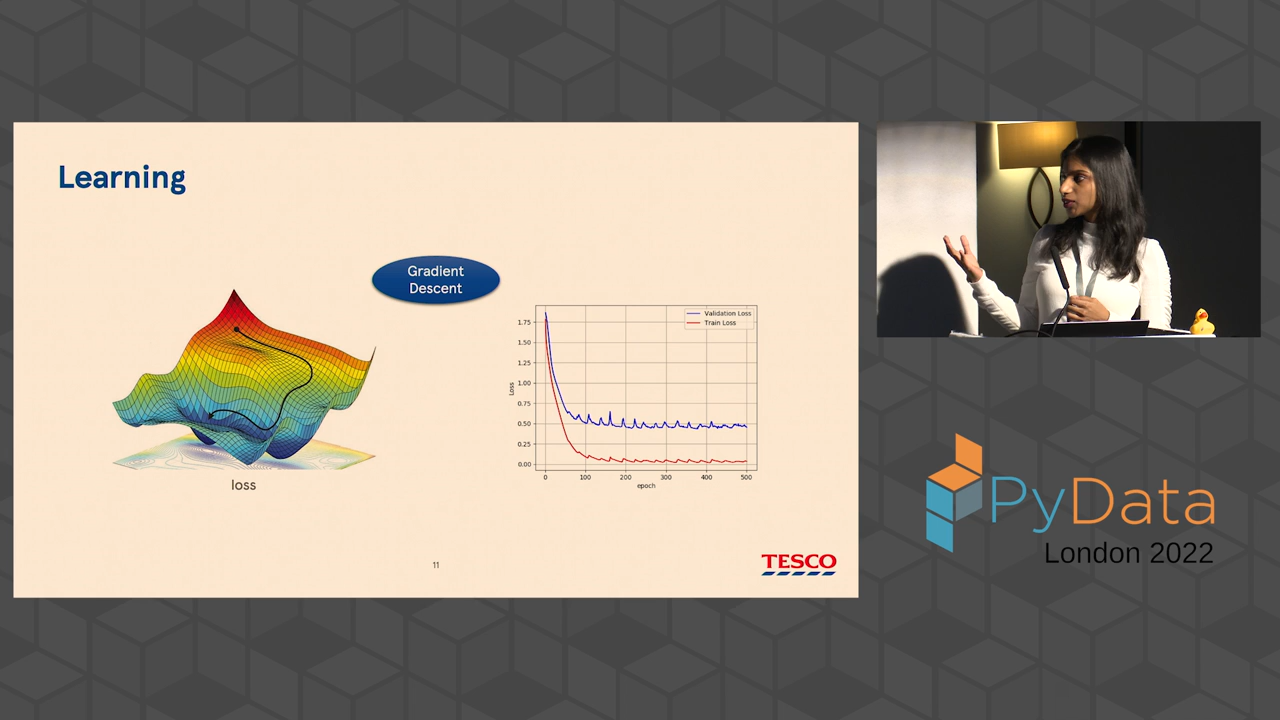 Learning
Gradient
Descent
loss
Validation Loss
Train Loss
1.75
1.50
1.25
1.00
0.75
0.50
0.25
0.00
Loss
0
100
200
300
400
500
epoch
11
TESCO
PyData
London 2022